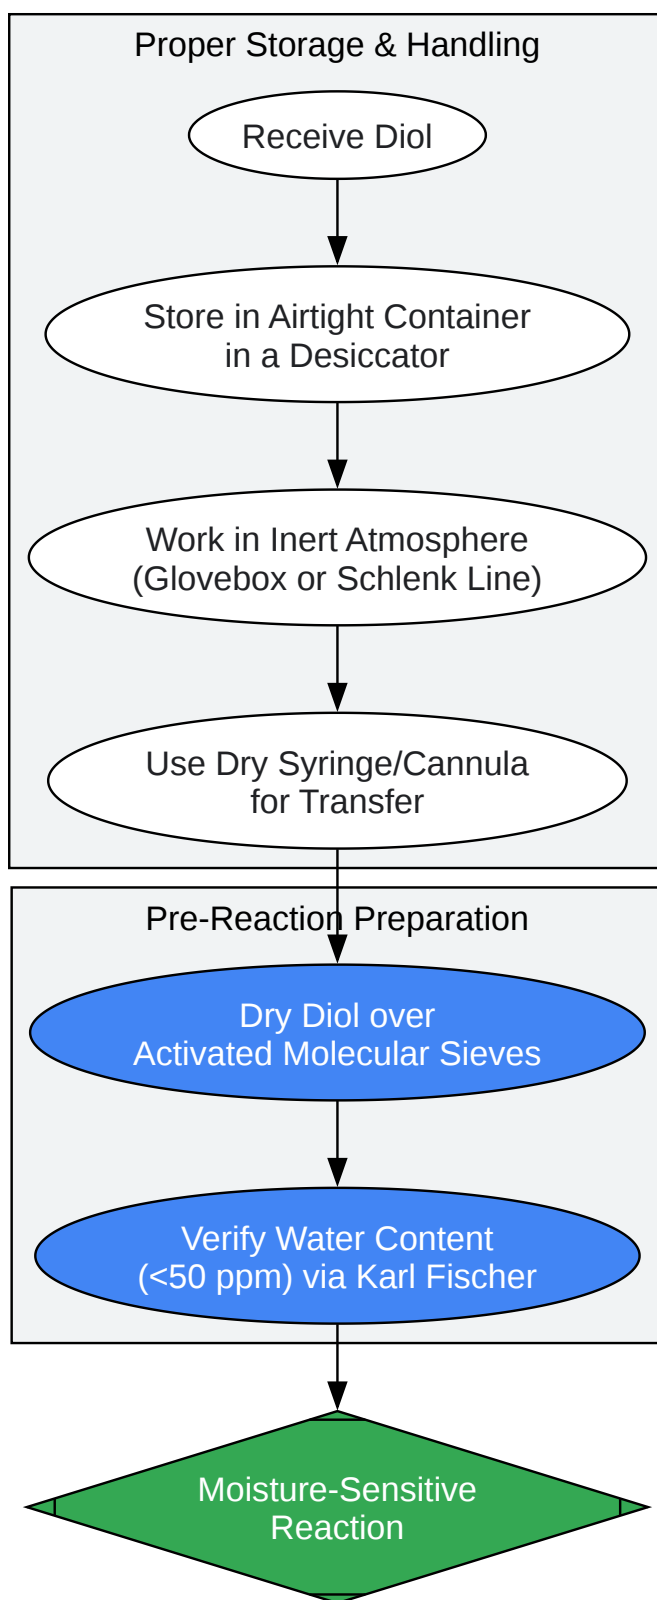 Proper Storage & Handling
Receive Diol
Store in Airtight Container
in a Desiccator
Work in Inert Atmosphere
(Glovebox or Schlenk Line)
Use Dry Syringe/Cannula
for Transfer
Pre-Reaction Preparation
Dry Diol over
Activated Molecular Sieves
Verify Water Content
(<50 ppm) via Karl Fischer
Moisture-Sensitive
Reaction